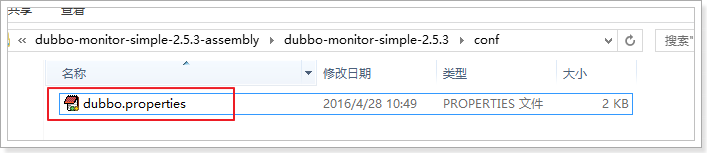 共享 查看
« dubbo-monitor-simple-2.5.3-assembly › dubbo-monitor-simple-2.5.3 › conf 搜索"
名称 修改日期 类型 大小
dubbo.properties 2016/4/28 10:49 PROPERTIES 文件 2 KB